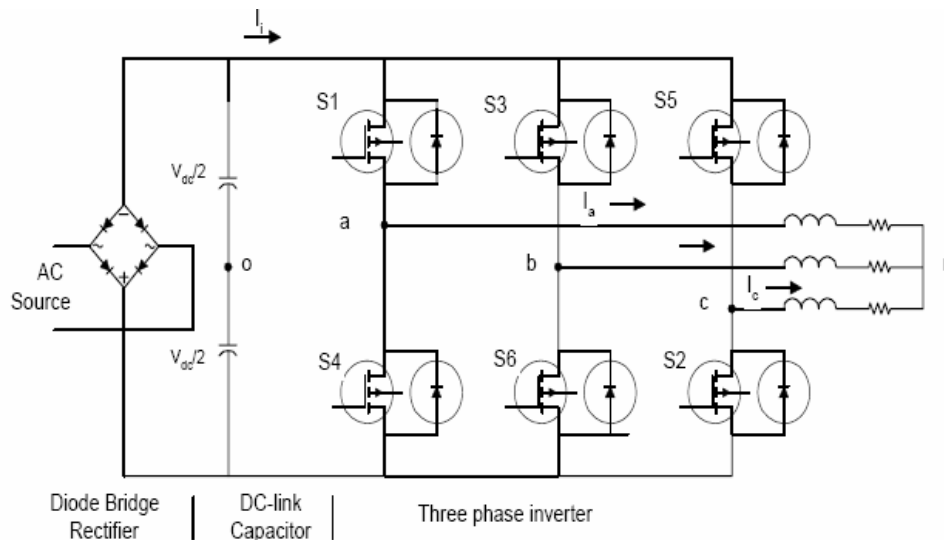 I_i
S1
S3
S5
V_dc/2
I_a
a
AC
Source
o
b
c
I_c
V_dc/2
S4
S6
S2
Diode Bridge
Rectifier
DC-link
Capacitor
Three phase inverter